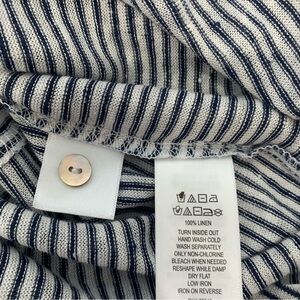 100% LINEN
TURN INSIDE OUT
HAND WASH COLD
WASH SEPARATELY
ONLY NON-CHLORINE
BLEACH WHEN NEEDED
RESHAPE WHILE DAMP
DRY FLAT
LOW IRON
IRON ON REVERSE